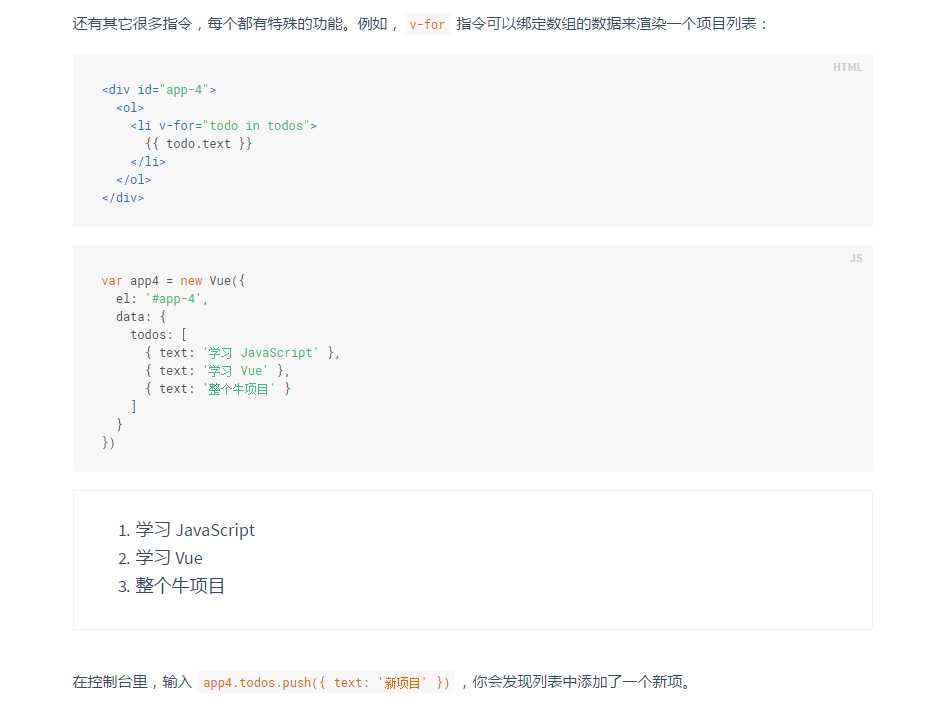 还有其它很多指令，每个都有特殊的功能。例如， v-for 指令可以绑定数组的数据来渲染一个项目列表：
HTML
<div id="app-4">
  <ol>
    <li v-for="todo in todos">
      {{ todo.text }}
    </li>
  </ol>
</div>
JS
var app4 = new Vue({
  el: '#app-4',
  data: {
    todos: [
      { text: '学习 JavaScript' },
      { text: '学习 Vue' },
      { text: '整个牛项目' }
    ]
  }
})
1. 学习 JavaScript
2. 学习 Vue
3. 整个牛项目
在控制台里，输入 app4.todos.push({ text: '新项目' }) ，你会发现列表中添加了一个新项。